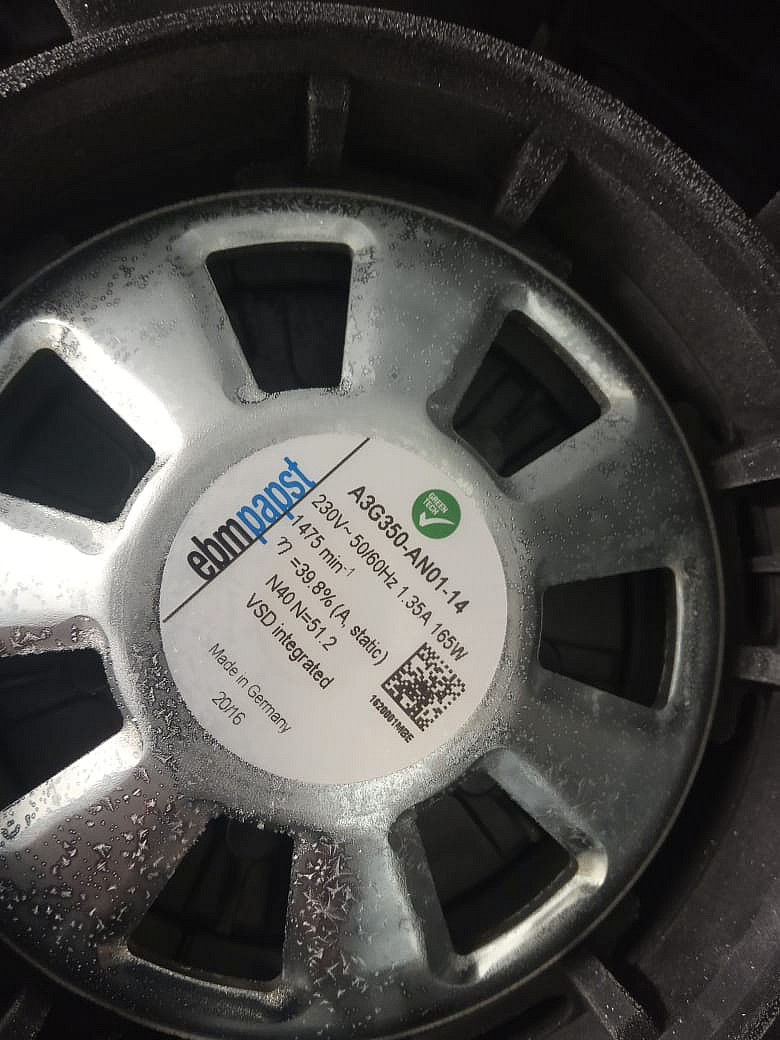 ebmpapst
GREEN
TECH
A3G350-AN01-14
230V~ 50/60Hz 1.35A 165W
1475 min-1
η =39.8% (A, static)
N40 N=51.2
VSD integrated
1620001MBE
Made in Germany
20/16